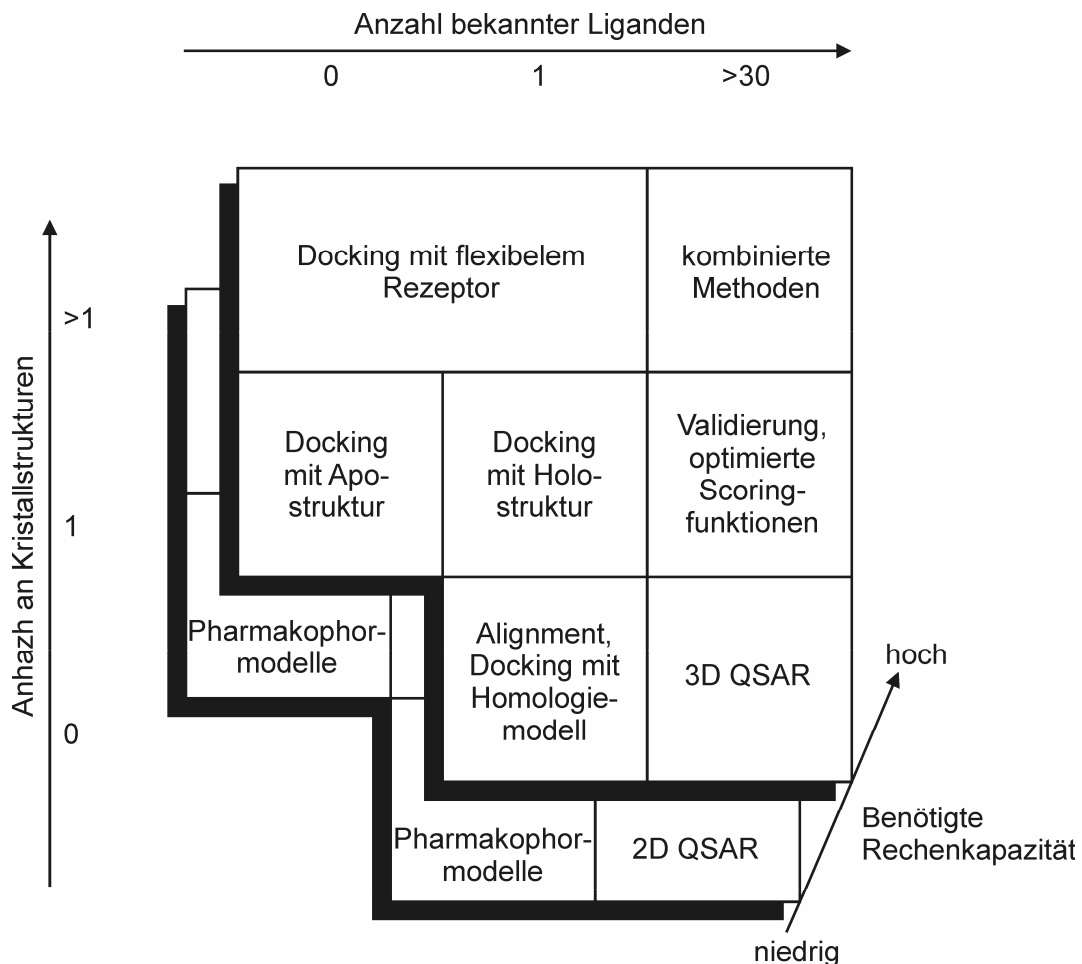 Anzahl bekannter Liganden
0 1 >30
Anhazh an Kristallstrukturen
>1
1
0
Docking mit flexibelem
Rezeptor
kombinierte
Methoden
Docking
mit Apo-
struktur
Docking
mit Holo-
struktur
Validierung,
optimierte
Scoring-
funktionen
Pharmakophor-
modelle
Alignment,
Docking mit
Homologie-
modell
3D QSAR
hoch
Benötigte
Rechenkapazität
Pharmakophor-
modelle
2D QSAR
niedrig